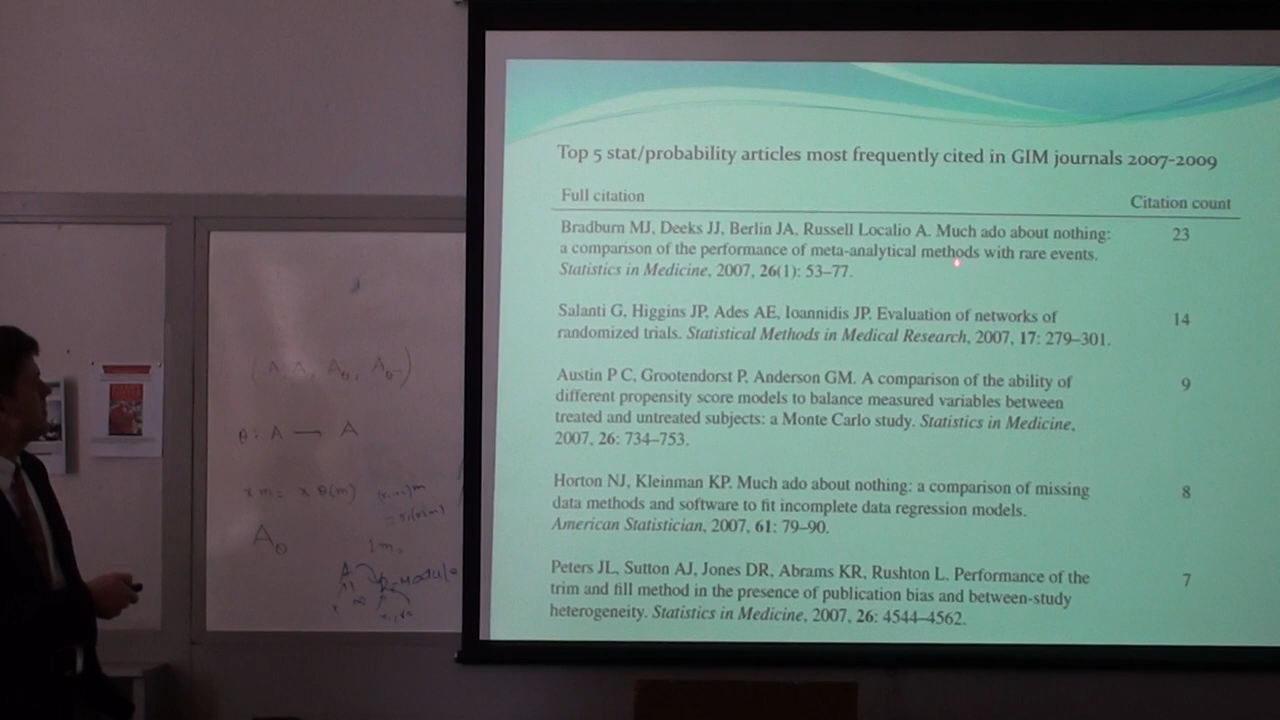 Top 5 stat/probability articles most frequently cited in GIM journals 2007-2009
Full citation
Citation count
Bradburn MJ, Deeks JJ, Berlin JA, Russell Localio A. Much ado about nothing:
a comparison of the performance of meta-analytical methods with rare events.
Statistics in Medicine, 2007, 26(1): 53–77.
23
Salanti G, Higgins JP, Ades AE, Ioannidis JP. Evaluation of networks of
randomized trials. Statistical Methods in Medical Research, 2007, 17: 279–301.
14
Austin P C, Grootendorst P, Anderson GM. A comparison of the ability of
different propensity score models to balance measured variables between
treated and untreated subjects: a Monte Carlo study. Statistics in Medicine,
2007, 26: 734–753.
9
Horton NJ, Kleinman KP. Much ado about nothing: a comparison of missing
data methods and software to fit incomplete data regression models.
American Statistician, 2007, 61: 79–90.
8
Peters JL, Sutton AJ, Jones DR, Abrams KR, Rushton L. Performance of the
trim and fill method in the presence of publication bias and between-study
heterogeneity. Statistics in Medicine, 2007, 26: 4544–4562.
7
θ: A → A
x m = x θ(m)
A_θ